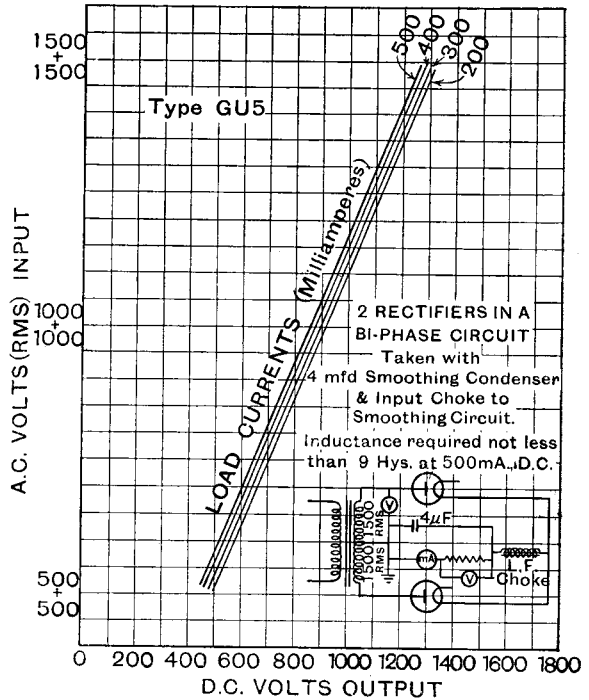 1500
+
1500
500
400
300
200
Type GU5
LOAD CURRENTS (Milliamperes)
A.C. VOLTS (RMS) INPUT
1000
+
1000
2 RECTIFIERS IN A
BI-PHASE CIRCUIT
Taken with
4 mfd Smoothing Condenser
& Input Choke to
Smoothing Circuit.
Inductance required not less
than 9 Hys. at 500mA. D.C.
V
1500 1500
RMS RMS
4µF
mA
V
L.F.
Choke
500
+
500
0 200 400 600 800 1000 1200 1400 1600 1800
D.C. VOLTS OUTPUT